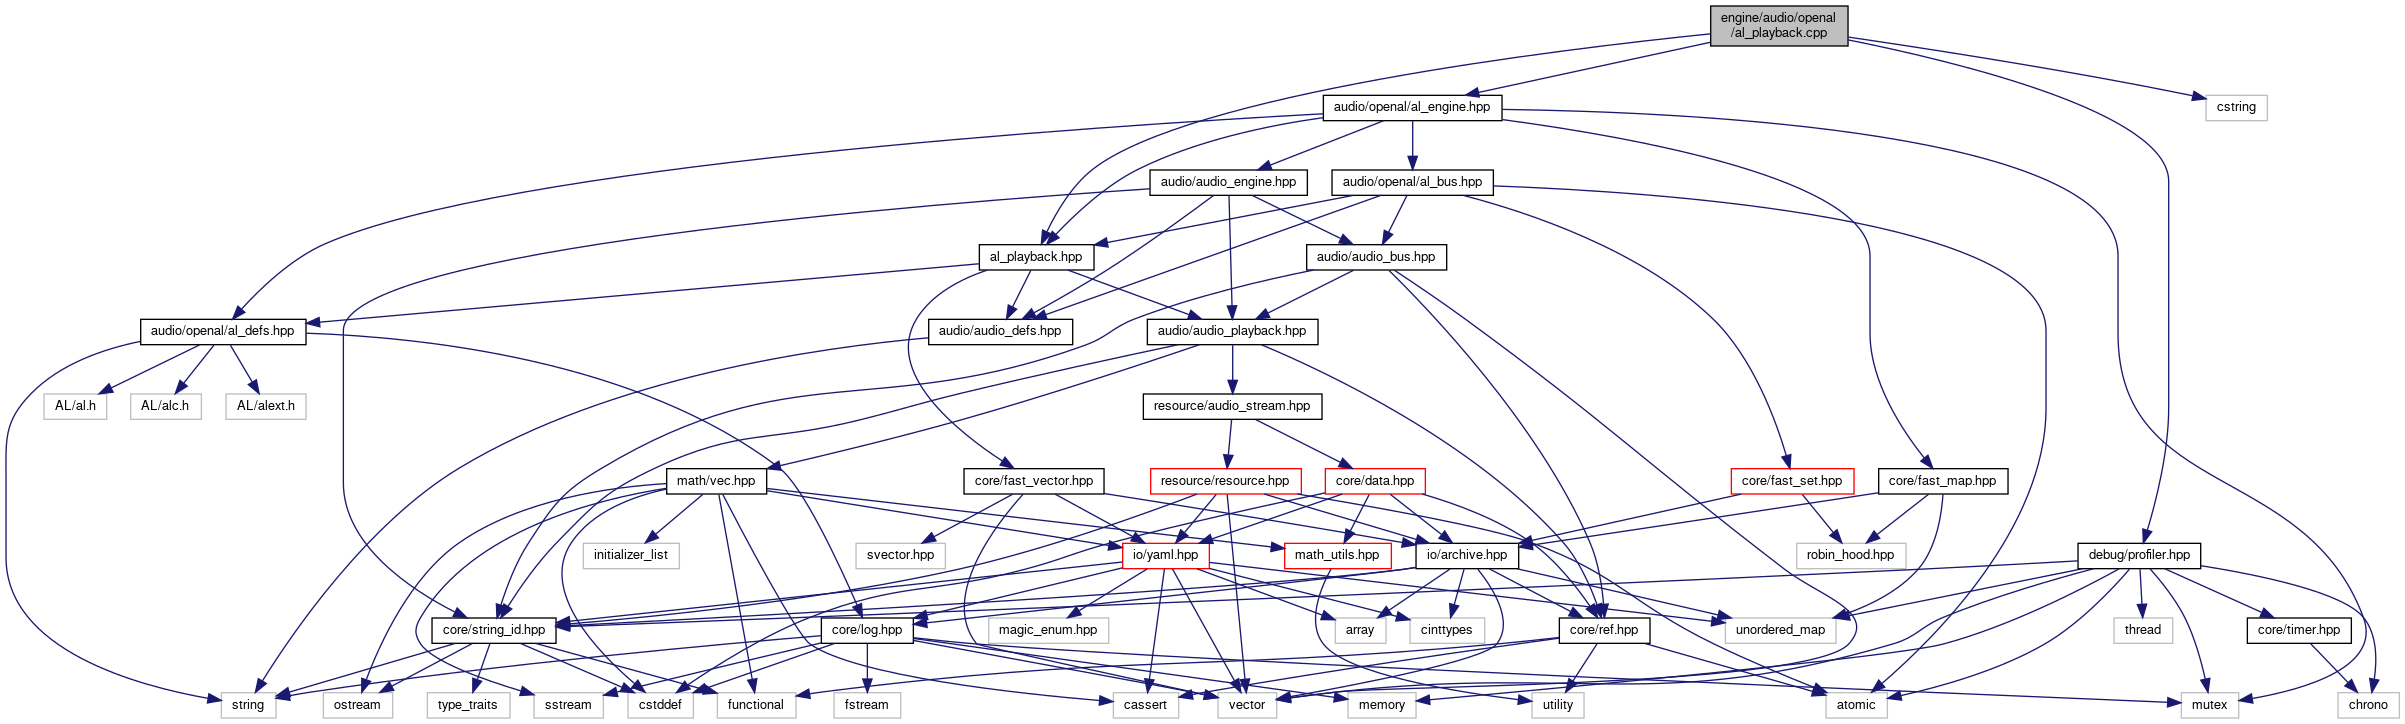 engine/audio/openal
/al_playback.cpp
audio/openal/al_engine.hpp
cstring
audio/audio_engine.hpp
audio/openal/al_bus.hpp
al_playback.hpp
audio/audio_bus.hpp
audio/openal/al_defs.hpp
audio/audio_defs.hpp
audio/audio_playback.hpp
AL/al.h
AL/alc.h
AL/alext.h
resource/audio_stream.hpp
math/vec.hpp
core/fast_vector.hpp
resource/resource.hpp
core/data.hpp
core/fast_set.hpp
core/fast_map.hpp
initializer_list
svector.hpp
io/yaml.hpp
math_utils.hpp
io/archive.hpp
robin_hood.hpp
debug/profiler.hpp
core/string_id.hpp
core/log.hpp
magic_enum.hpp
array
cinttypes
core/ref.hpp
unordered_map
thread
core/timer.hpp
string
ostream
type_traits
sstream
cstddef
functional
fstream
cassert
vector
memory
utility
atomic
mutex
chrono